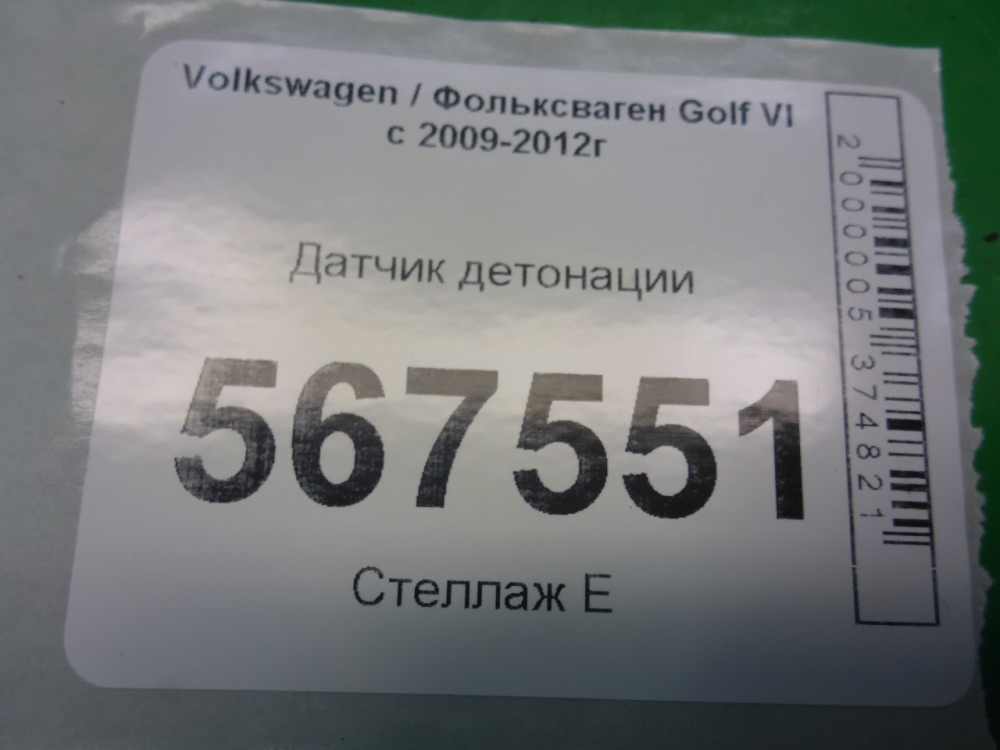 Volkswagen / Фольксваген Golf VI
с 2009-2012г
Датчик детонации
567551
Стеллаж Е
2000005374821